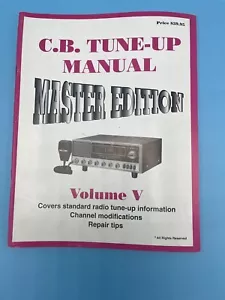 Price $29.95
C.B. TUNE-UP
MANUAL
MASTER EDITION
Volume V
Covers standard radio tune-up information
Channel modifications
Repair tips
* All Rights Reserved